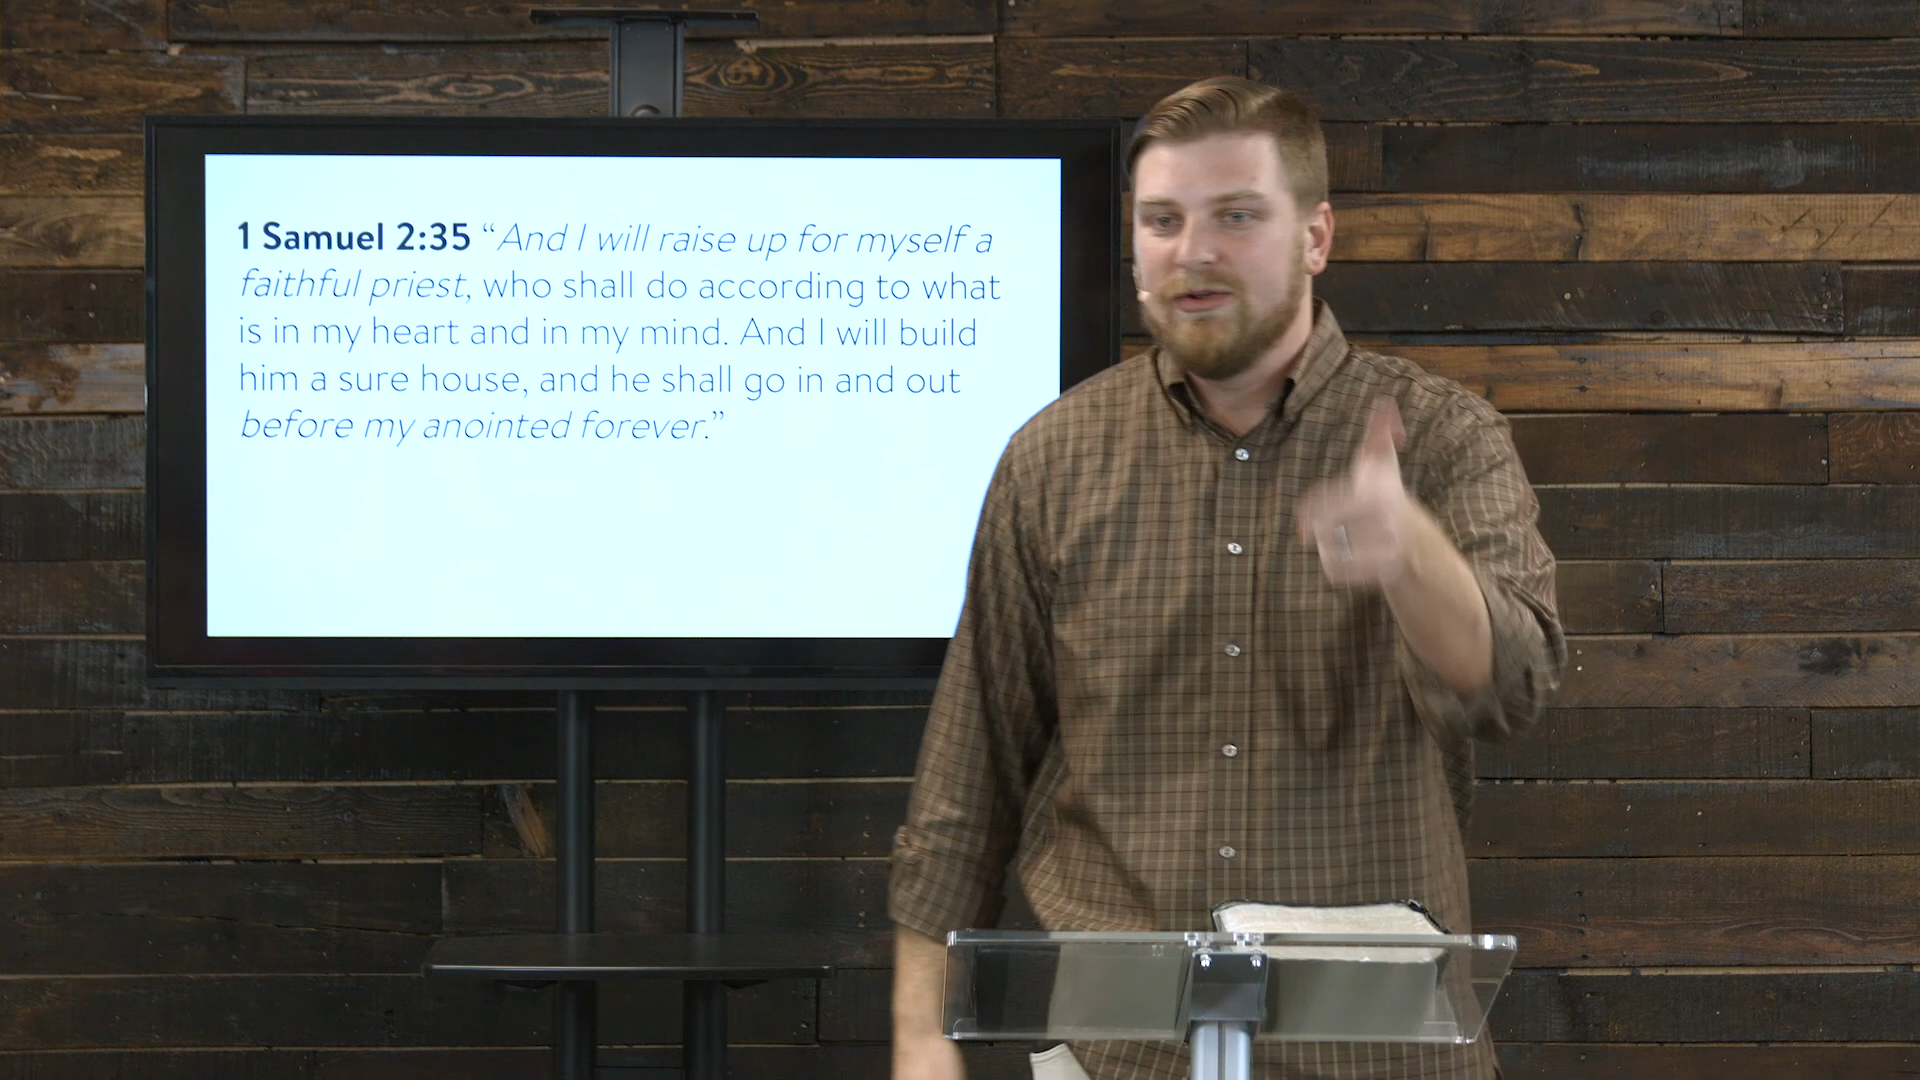 1 Samuel 2:35 “And I will raise up for myself a
faithful priest, who shall do according to what
is in my heart and in my mind. And I will build
him a sure house, and he shall go in and out
before my anointed forever.”